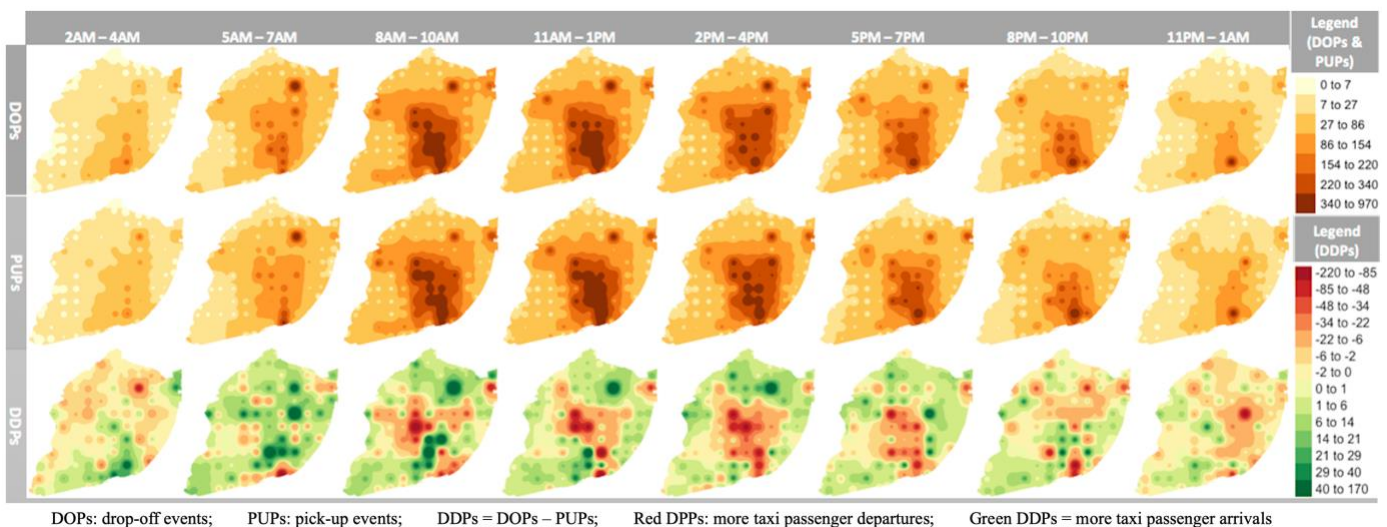 2AM – 4AM 5AM – 7AM 8AM – 10AM 11AM – 1PM 2PM – 4PM 5PM – 7PM 8PM – 10PM 11PM – 1AM
Legend
(DOPs &
PUPs)
DOPs
0 to 7
7 to 27
27 to 86
86 to 154
154 to 220
220 to 340
340 to 970
PUPs
Legend
(DDPs)
-220 to -85
-85 to -48
-48 to -34
-34 to -22
-22 to -6
-6 to -2
-2 to 0
0 to 1
1 to 6
6 to 14
14 to 21
21 to 29
29 to 40
40 to 170
DDPs
DOPs: drop-off events; PUPs: pick-up events; DDPs = DOPs – PUPs; Red DPPs: more taxi passenger departures; Green DDPs = more taxi passenger arrivals